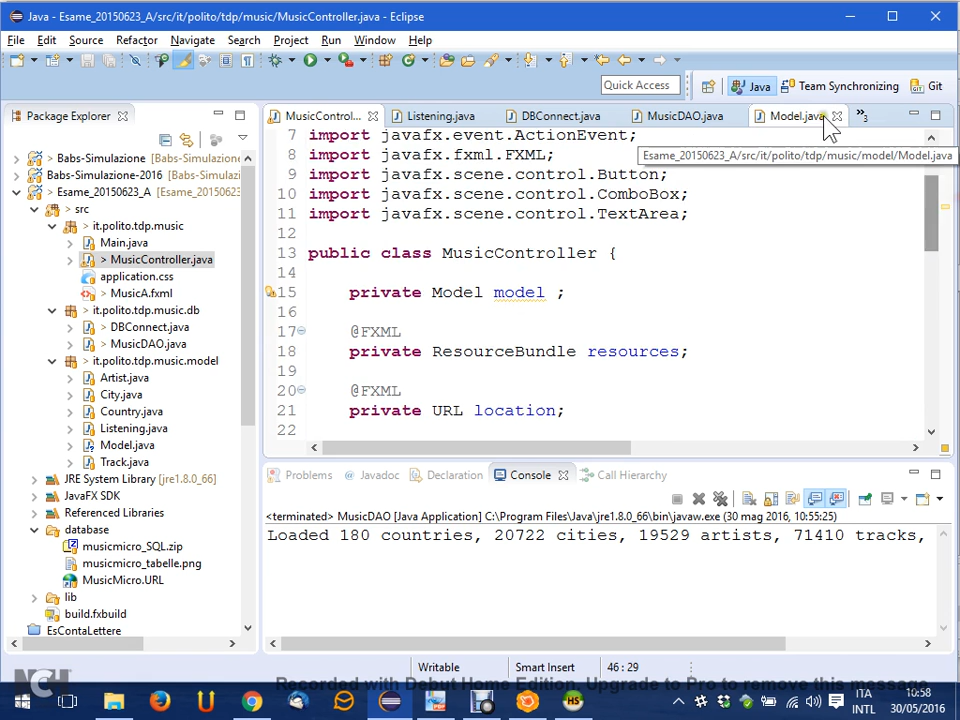 Java - Esame_20150623_A/src/it/polito/tdp/music/MusicController.java - Eclipse
File Edit Source Refactor Navigate Search Project Run Window Help
Quick Access
Java
Team Synchronizing
Git
Package Explorer
MusicControl...
Listening.java
DBConnect.java
MusicDAO.java
Model.java
3
Esame_20150623_A/src/it/polito/tdp/music/model/Model.java
> Babs-Simulazione [Babs-Simulazi
> Babs-Simulazione-2016 [Babs-Simula
> Esame_20150623_A [Esame_20150623
> src
> it.polito.tdp.music
Main.java
> MusicController.java
application.css
> MusicA.fxml
> it.polito.tdp.music.db
> DBConnect.java
> MusicDAO.java
> it.polito.tdp.music.model
Artist.java
City.java
Country.java
> Listening.java
Model.java
Track.java
JRE System Library [jre1.8.0_66]
JavaFX SDK
Referenced Libraries
database
musicmicro_SQL.zip
musicmicro_tabelle.png
MusicMicro.URL
lib
build.fxbuild
EsContaLettere
7 import javafx.event.ActionEvent;
8 import javafx.fxml.FXML;
9 import javafx.scene.control.Button;
10 import javafx.scene.control.ComboBox;
11 import javafx.scene.control.TextArea;
12
13 public class MusicController {
14
15 private Model model ;
16
17 @FXML
18 private ResourceBundle resources;
19
20 @FXML
21 private URL location;
22
Problems @ Javadoc Declaration Console Call Hierarchy
<terminated> MusicDAO [Java Application] C:\Program Files\Java\jre1.8.0_66\bin\javaw.exe (30 mag 2016, 10:55:25)
Loaded 180 countries, 20722 cities, 19529 artists, 71410 tracks,
Writable Smart Insert 46 : 29
NCH
Recorded with Debut Home Edition. Upgrade to Pro to remove this message
HS
ITA
INTL
10:58
30/05/2016